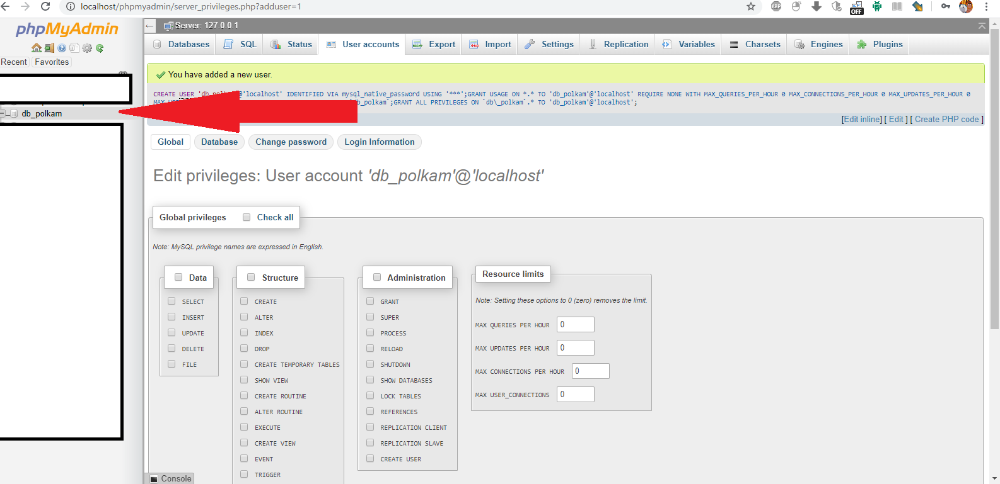 localhost/phpmyadmin/server_privileges.php?adduser=1
ABP
OFF
phpMyAdmin
Recent
Favorites
db_polkam
Server: 127.0.0.1
Databases
SQL
Status
User accounts
Export
Import
Settings
Replication
Variables
Charsets
Engines
Plugins
You have added a new user.
CREATE USER @'localhost' IDENTIFIED VIA mysql_native_password USING '***';GRANT USAGE ON *.* TO 'db_polkam'@'localhost' REQUIRE NONE WITH MAX_QUERIES_PER_HOUR 0 MAX_CONNECTIONS_PER_HOUR 0 MAX_UPDATES_PER_HOUR 0
db_polkam`;GRANT ALL PRIVILEGES ON `db\_polkam`.* TO 'db_polkam'@'localhost';
[Edit inline] [ Edit ] [ Create PHP code ]
Global
Database
Change password
Login Information
Edit privileges: User account 'db_polkam'@'localhost'
Global privileges
Check all
Note: MySQL privilege names are expressed in English.
Data
SELECT
INSERT
UPDATE
DELETE
FILE
Structure
CREATE
ALTER
INDEX
DROP
CREATE TEMPORARY TABLES
SHOW VIEW
CREATE ROUTINE
ALTER ROUTINE
EXECUTE
CREATE VIEW
EVENT
TRIGGER
Administration
GRANT
SUPER
PROCESS
RELOAD
SHUTDOWN
SHOW DATABASES
LOCK TABLES
REFERENCES
REPLICATION CLIENT
REPLICATION SLAVE
CREATE USER
Resource limits
Note: Setting these options to 0 (zero) removes the limit.
MAX QUERIES PER HOUR 0
MAX UPDATES PER HOUR 0
MAX CONNECTIONS PER HOUR 0
MAX USER_CONNECTIONS 0
Console